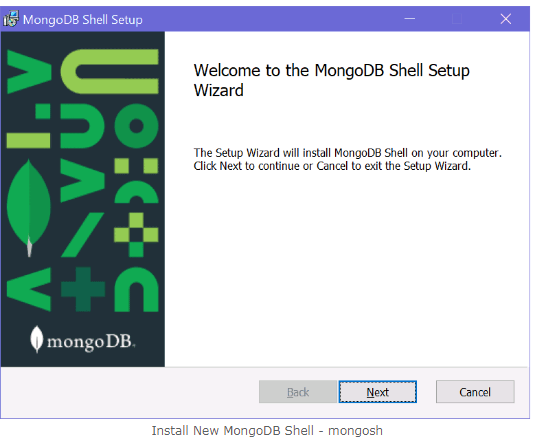 MongoDB Shell Setup
Welcome to the MongoDB Shell Setup
Wizard
The Setup Wizard will install MongoDB Shell on your computer.
Click Next to continue or Cancel to exit the Setup Wizard.
mongoDB.
Back
Next
Cancel
Install New MongoDB Shell - mongosh